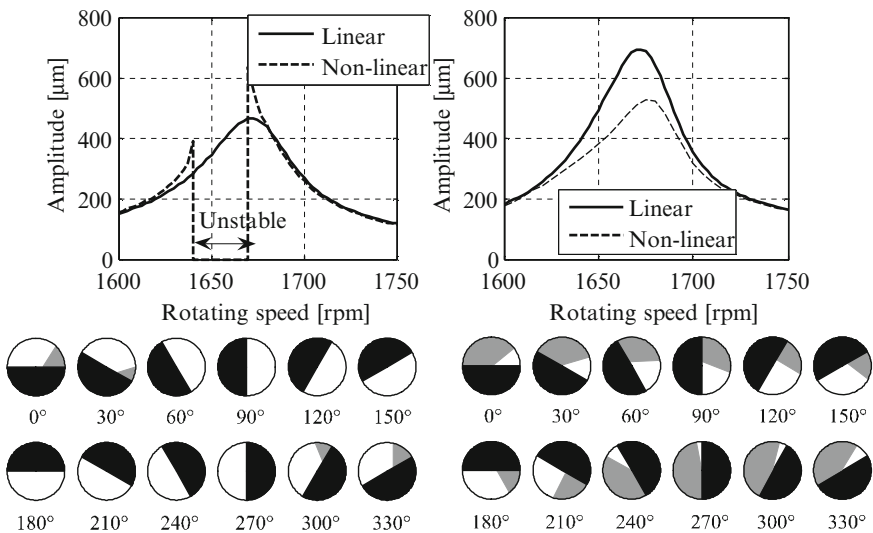 800
600
400
200
0
Amplitude [µm]
Linear
Non-linear
Unstable
1600
1650
1700
1750
Rotating speed [rpm]
800
600
400
200
0
Amplitude [µm]
Linear
Non-linear
1600
1650
1700
1750
Rotating speed [rpm]
0° 30° 60° 90° 120° 150°
180° 210° 240° 270° 300° 330°
0° 30° 60° 90° 120° 150°
180° 210° 240° 270° 300° 330°